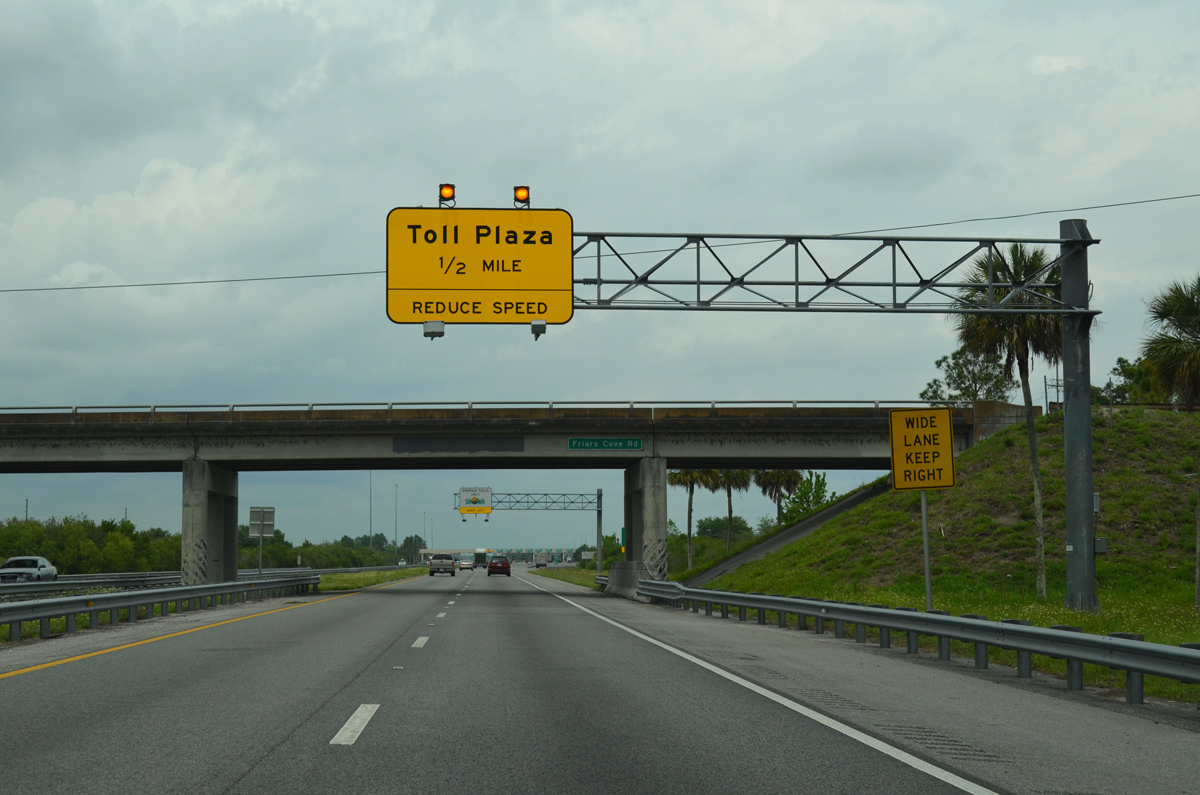 Toll Plaza
1/2 MILE
REDUCE SPEED
Friars Cove Rd
WIDE
LANE
KEEP
RIGHT